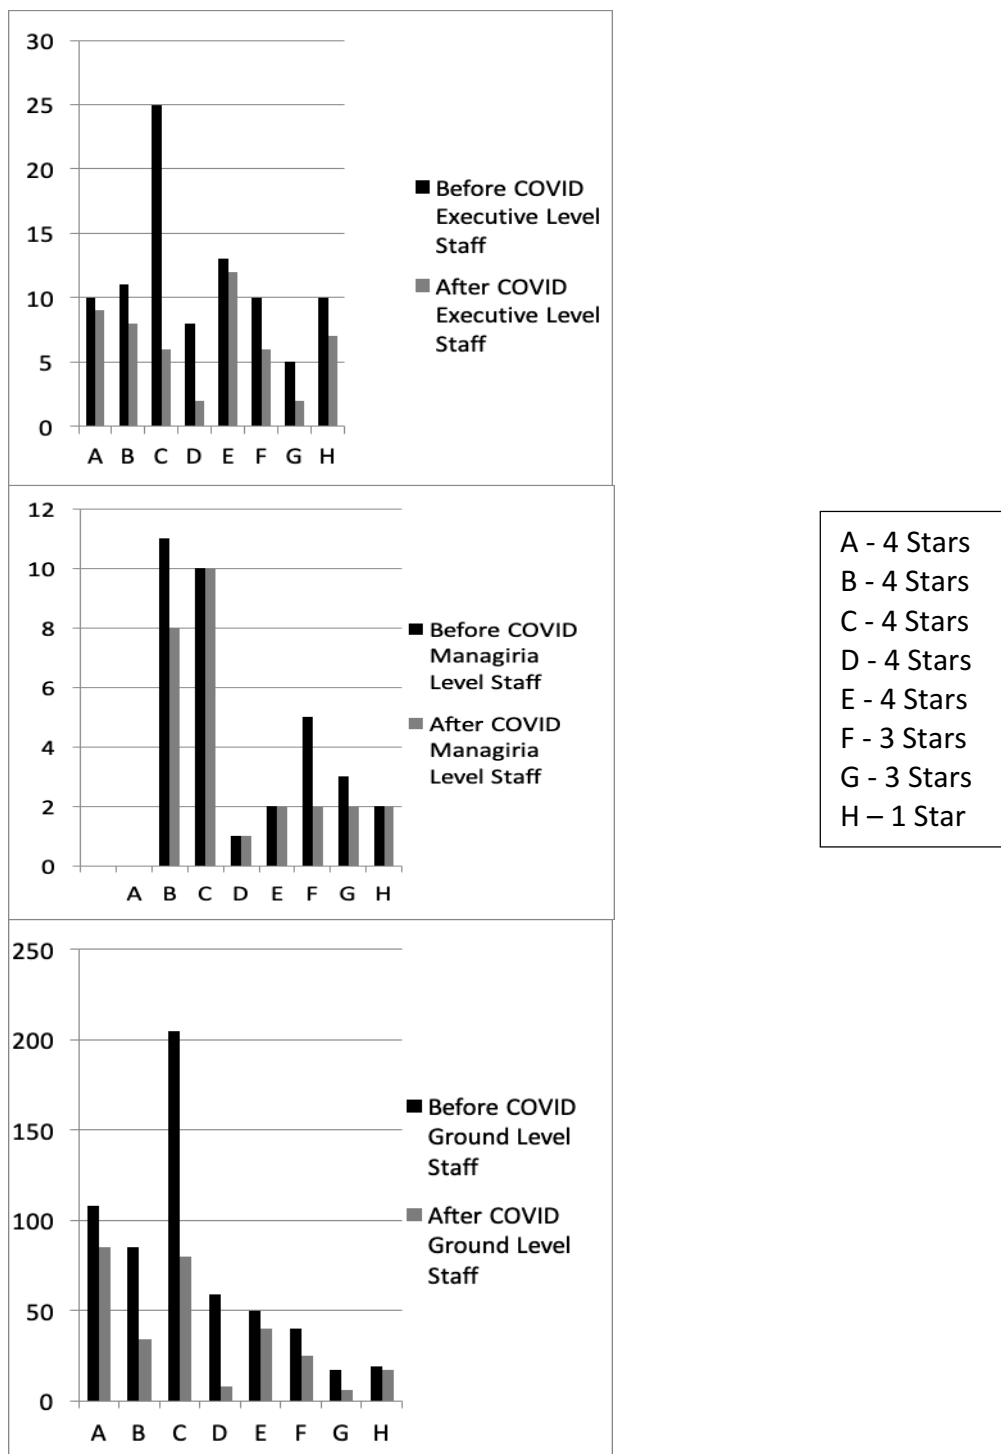 30
25
20
15
10
5
0
A B C D E F G H
Before COVID
Executive Level
Staff
After COVID
Executive Level
Staff
12
10
8
6
4
2
0
A B C D E F G H
Before COVID
Managiria
Level Staff
After COVID
Managiria
Level Staff
A - 4 Stars
B - 4 Stars
C - 4 Stars
D - 4 Stars
E - 4 Stars
F - 3 Stars
G - 3 Stars
H – 1 Star
250
200
150
100
50
0
A B C D E F G H
Before COVID
Ground Level
Staff
After COVID
Ground Level
Staff